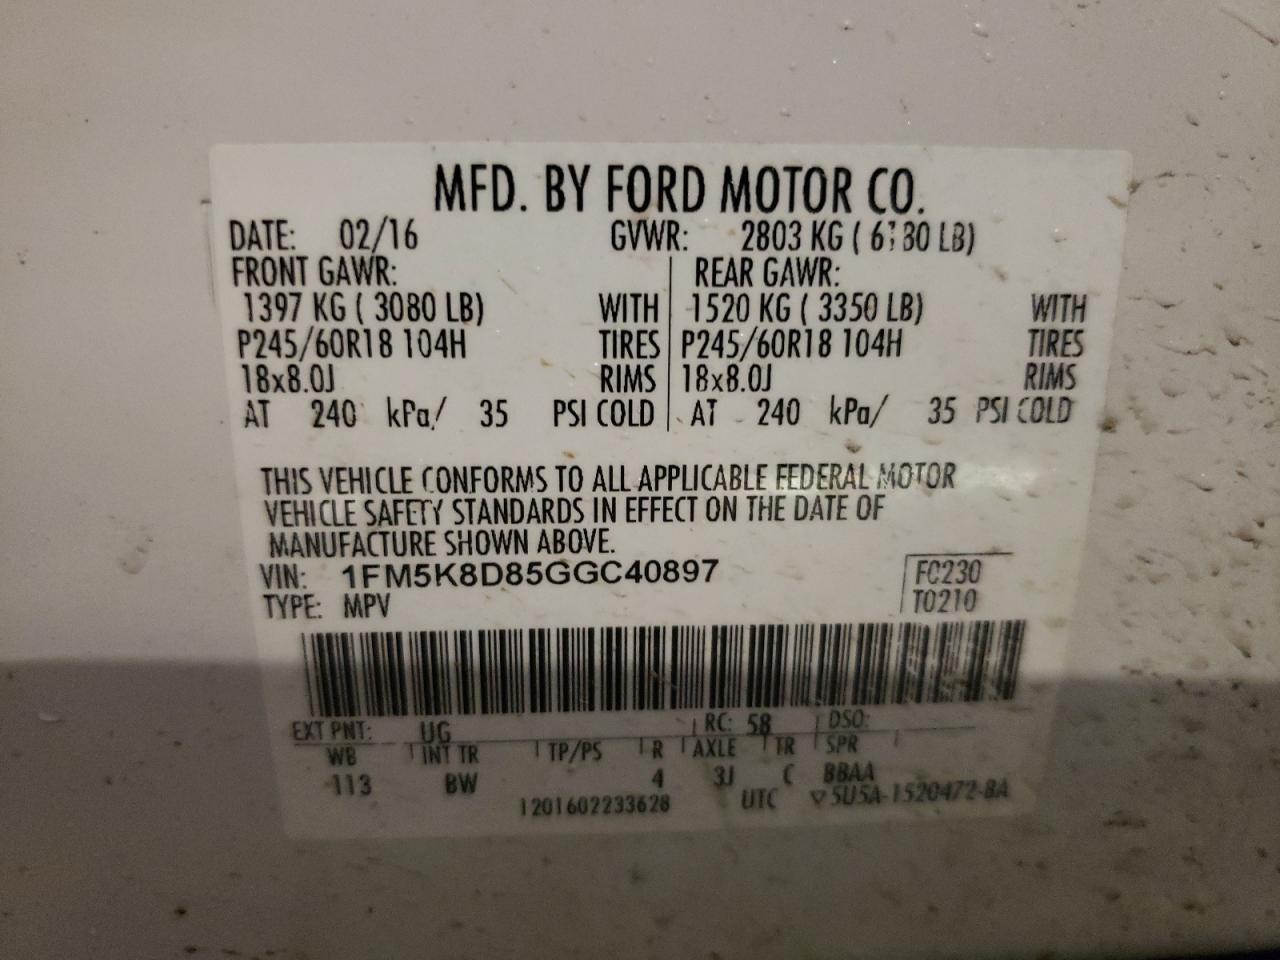 MFD. BY FORD MOTOR CO.
DATE: 02/16 GVWR: 2803 KG ( 6180 LB)
FRONT GAWR: REAR GAWR:
1397 KG ( 3080 LB) WITH 1520 KG ( 3350 LB) WITH
P245/60R18 104H TIRES P245/60R18 104H TIRES
18x8.0J RIMS 18x8.0J RIMS
AT 240 kPa/ 35 PSI COLD AT 240 kPa/ 35 PSI COLD
THIS VEHICLE CONFORMS TO ALL APPLICABLE FEDERAL MOTOR
VEHICLE SAFETY STANDARDS IN EFFECT ON THE DATE OF
MANUFACTURE SHOWN ABOVE.
VIN: 1FM5K8D85GGC40897 FC230
TYPE: MPV T0210
EXT PNT: UG RC: 58 DSO:
WB INT TR TP/PS R AXLE TR SPR
113 BW 4 3J C BBAA
1201602233628 UTC ▽5U5A-1520472-BA